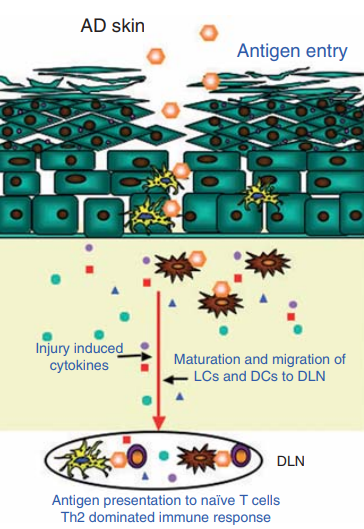 AD skin
Antigen entry
Injury induced
cytokines
Maturation and migration of
LCs and DCs to DLN
DLN
Antigen presentation to naïve T cells
Th2 dominated immune response